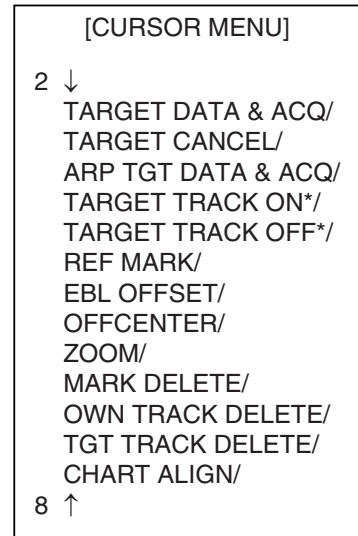 [CURSOR MENU]
2 ↓
TARGET DATA & ACQ/
TARGET CANCEL/
ARP TGT DATA & ACQ/
TARGET TRACK ON*/
TARGET TRACK OFF*/
REF MARK/
EBL OFFSET/
OFFCENTER/
ZOOM/
MARK DELETE/
OWN TRACK DELETE/
TGT TRACK DELETE/
CHART ALIGN/
8 ↑